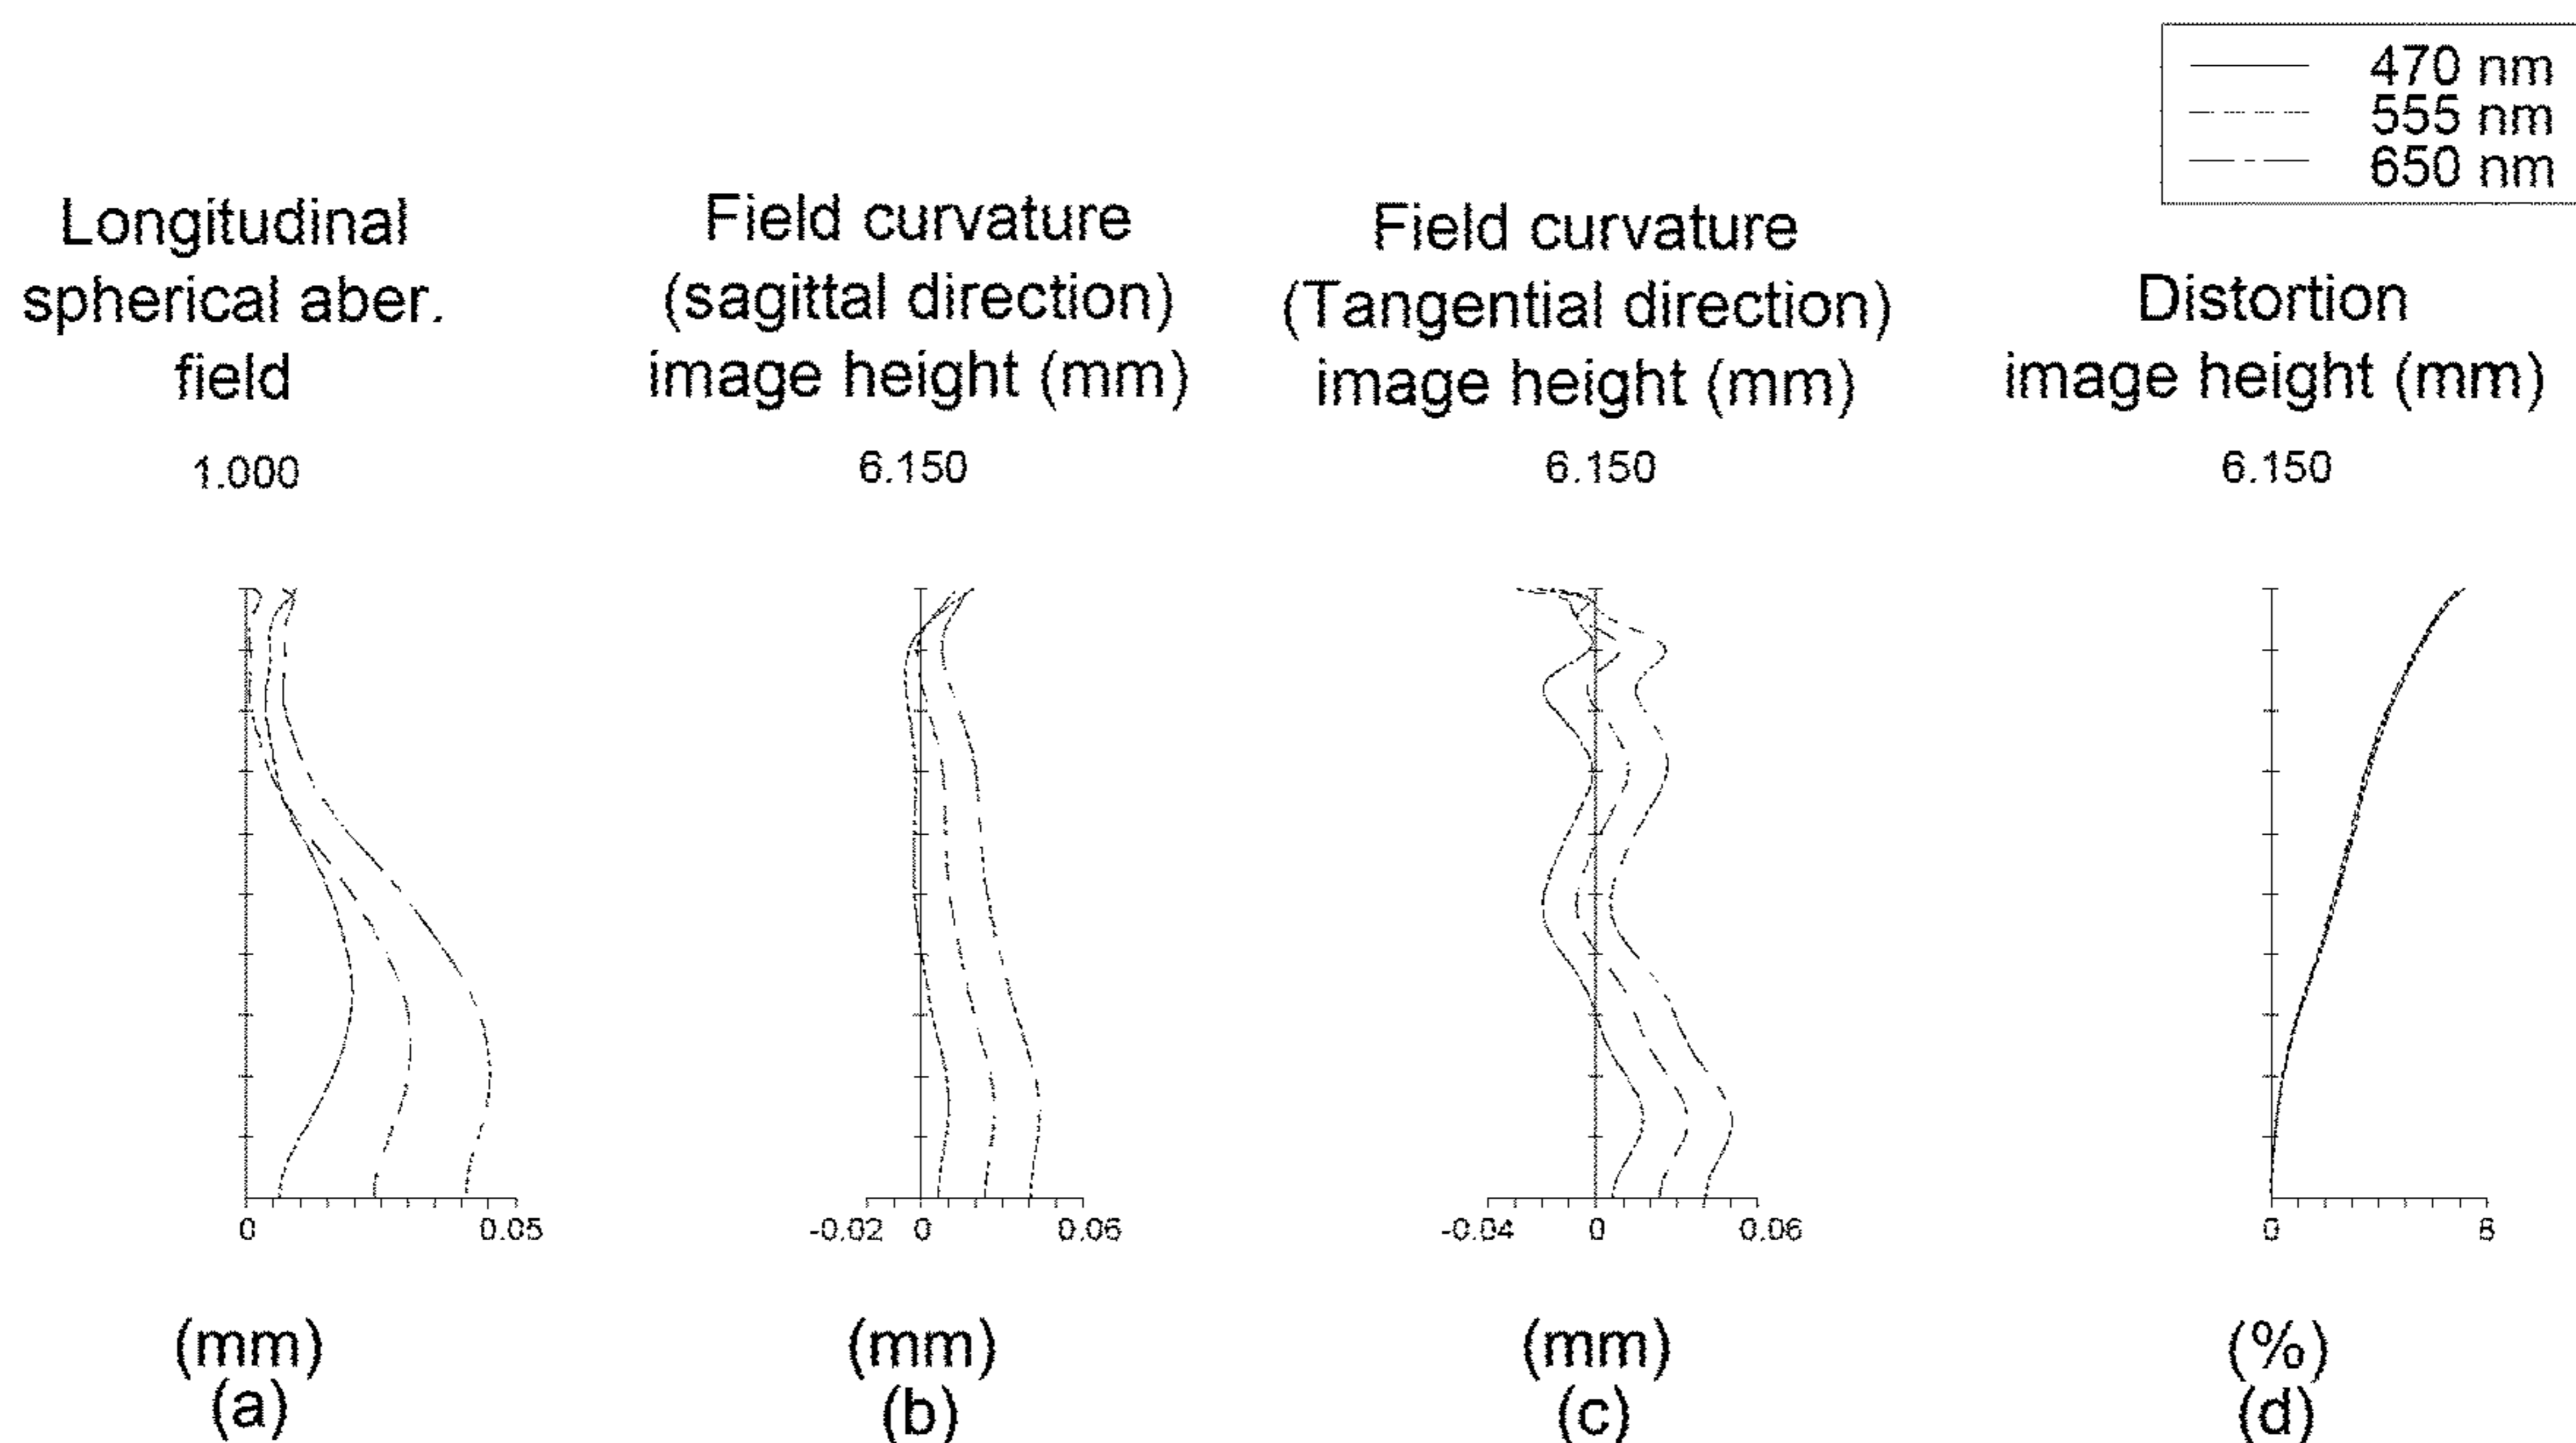 470 nm
555 nm
650 nm
Longitudinal
spherical aber.
field
1.000
Field curvature
(sagittal direction)
image height (mm)
6.150
Field curvature
(Tangential direction)
image height (mm)
6.150
Distortion
image height (mm)
6.150
0 0.05
-0.02 0 0.06
-0.04 0 0.06
0 8
(mm)
(a)
(mm)
(b)
(mm)
(c)
(%)
(d)